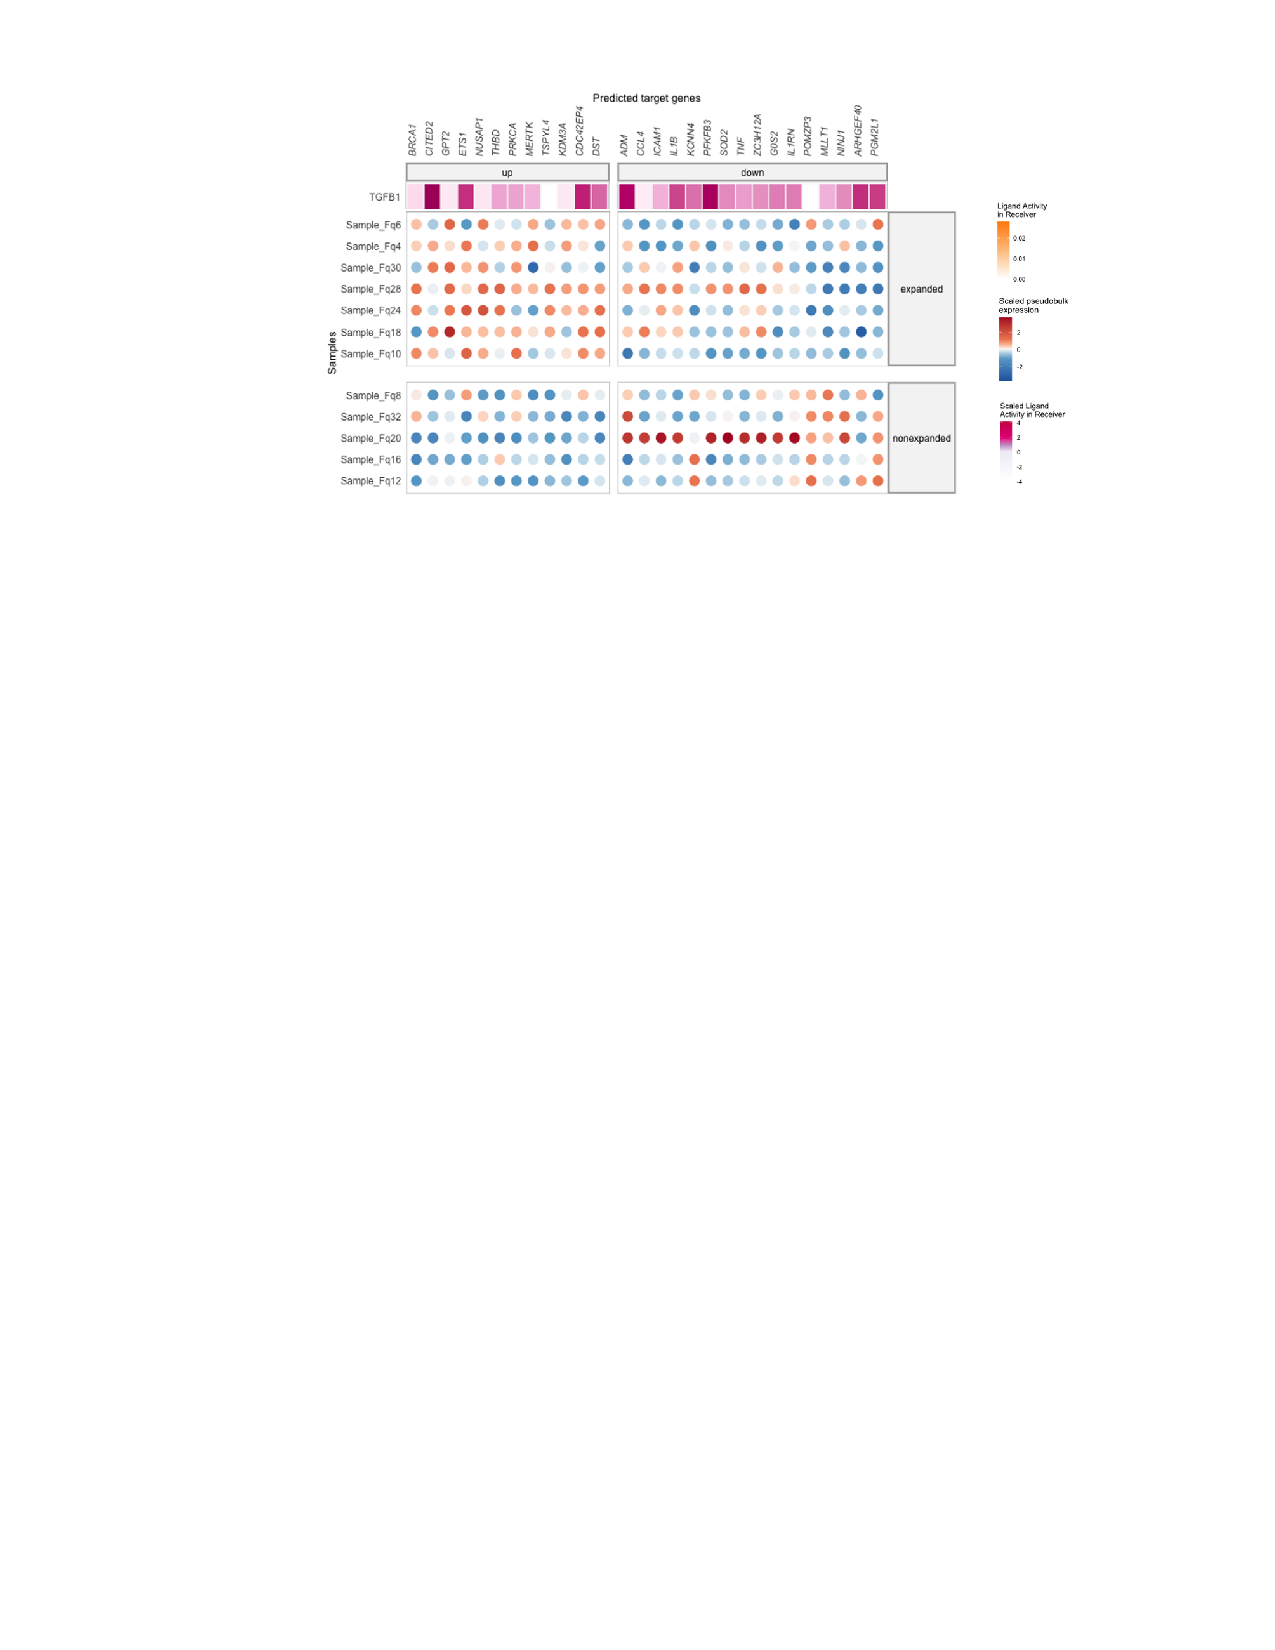 Predicted target genes
BRCA1 CITED2 GPT2 ETS1 NUSAP1 THBD PRKCA MERTK TSPYL4 KDM3A CDC42EP4 DST ADM CCL4 ICAM1 IL1B KCNN4 PFKFB3 SOD2 TNF ZC3H12A G0S2 IL1RN POMZP3 MLLT1 NINJ1 ARHGEF40 PGM2L1
up down
TGFB1
Samples
Sample_Fq6
Sample_Fq4
Sample_Fq30
Sample_Fq28
Sample_Fq24
Sample_Fq18
Sample_Fq10
expanded
Sample_Fq8
Sample_Fq32
Sample_Fq20
Sample_Fq16
Sample_Fq12
nonexpanded
Ligand Activity
in Receiver
0.02
0.01
0.00
Scaled pseudobulk
expression
2
0
-2
Scaled Ligand
Activity in Receiver
4
2
0
-2
-4